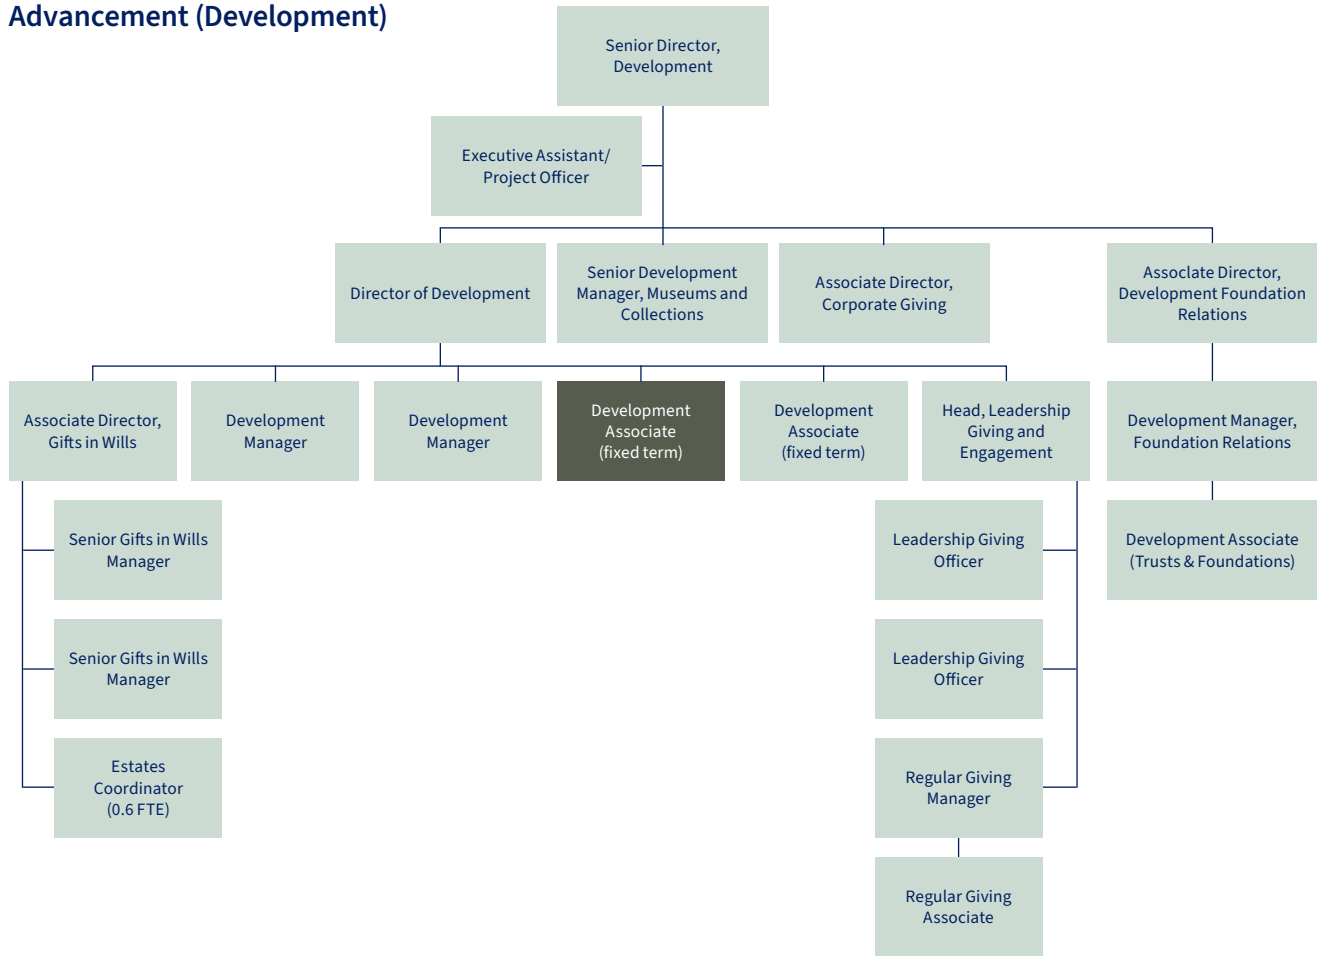 Advancement (Development)
Senior Director,
Development
Executive Assistant/
Project Officer
Director of Development
Senior Development
Manager, Museums and
Collections
Associate Director,
Corporate Giving
Assoclate Director,
Development Foundation
Relations
Associate Director,
Gifts in Wills
Development
Manager
Development
Manager
Development
Associate
(fixed term)
Development
Associate
(fixed term)
Head, Leadership
Giving and
Engagement
Development Manager,
Foundation Relations
Senior Gifts in Wills
Manager
Leadership Giving
Officer
Development Associate
(Trusts & Foundations)
Senior Gifts in Wills
Manager
Leadership Giving
Officer
Estates
Coordinator
(0.6 FTE)
Regular Giving
Manager
Regular Giving
Associate